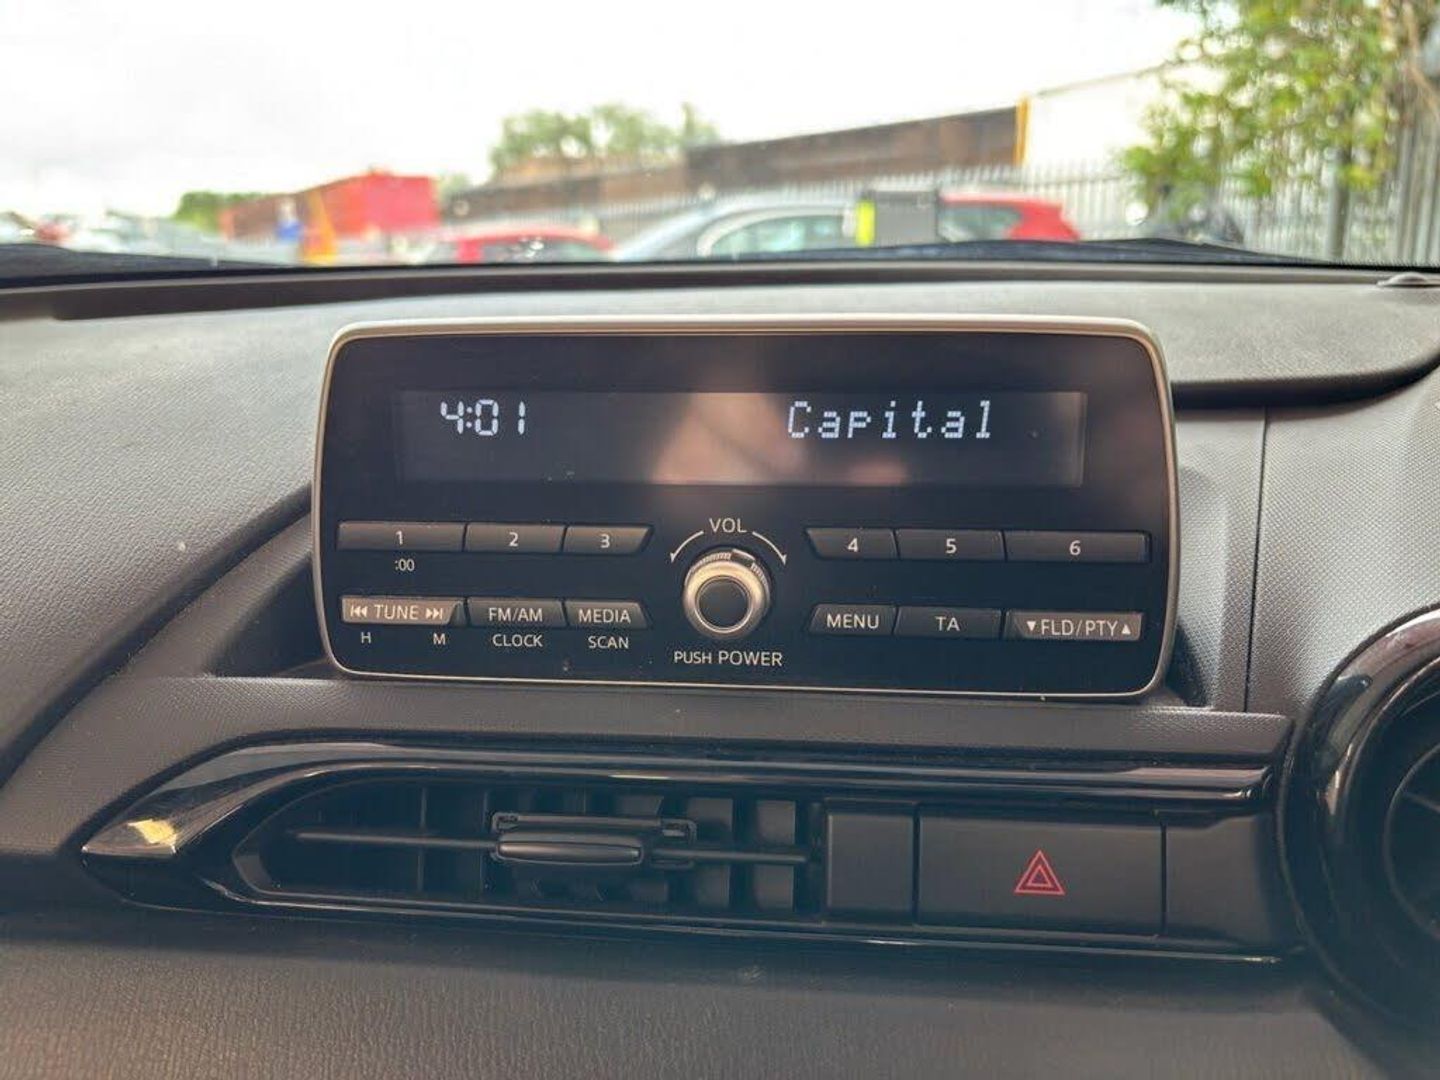 4:01 Capital
VOL
1 2 3 4 5 6
:00
⏮ TUNE ⏭ FM/AM MEDIA MENU TA ▼FLD/PTY▲
H M CLOCK SCAN
PUSH POWER